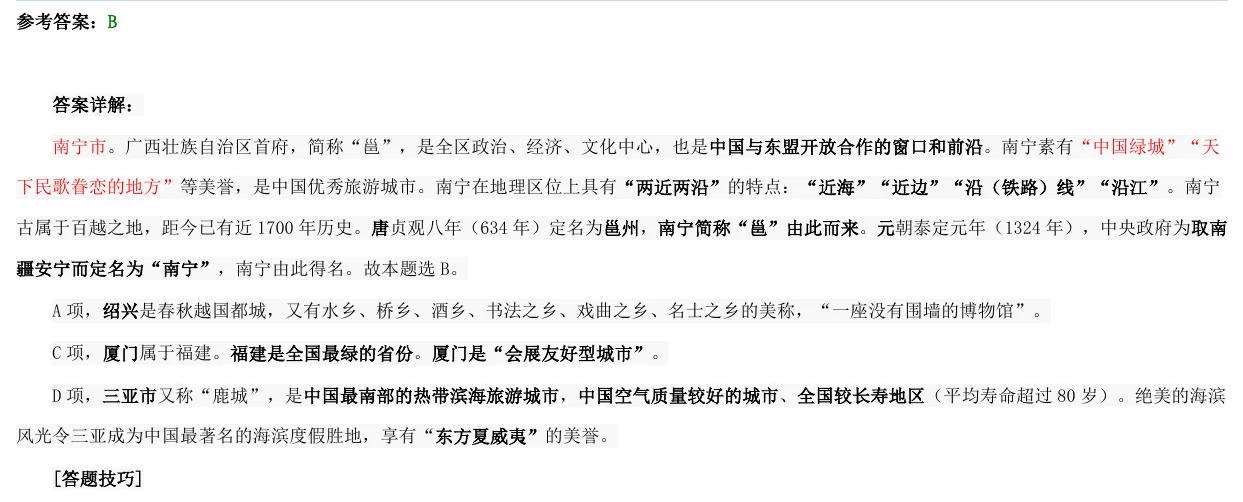 参考答案：B
答案详解：
南宁市。广西壮族自治区首府，简称“邕”，是全区政治、经济、文化中心，也是中国与东盟开放合作的窗口和前沿。南宁素有“中国绿城”“天
下民歌眷恋的地方”等美誉，是中国优秀旅游城市。南宁在地理区位上具有“两近两沿”的特点：“近海”“近边”“沿（铁路）线”“沿江”。南宁
古属于百越之地，距今已有近 1700 年历史。唐贞观八年（634 年）定名为邕州，南宁简称“邕”由此而来。元朝泰定元年（1324 年），中央政府为取南
疆安宁而定名为“南宁”，南宁由此得名。故本题选 B。
A 项，绍兴是春秋越国都城，又有水乡、桥乡、酒乡、书法之乡、戏曲之乡、名士之乡的美称，“一座没有围墙的博物馆”。
C 项，厦门属于福建。福建是全国最绿的省份。厦门是“会展友好型城市”。
D 项，三亚市又称“鹿城”，是中国最南部的热带滨海旅游城市，中国空气质量较好的城市、全国较长寿地区（平均寿命超过 80 岁）。绝美的海滨
风光令三亚成为中国最著名的海滨度假胜地，享有“东方夏威夷”的美誉。
[答题技巧]